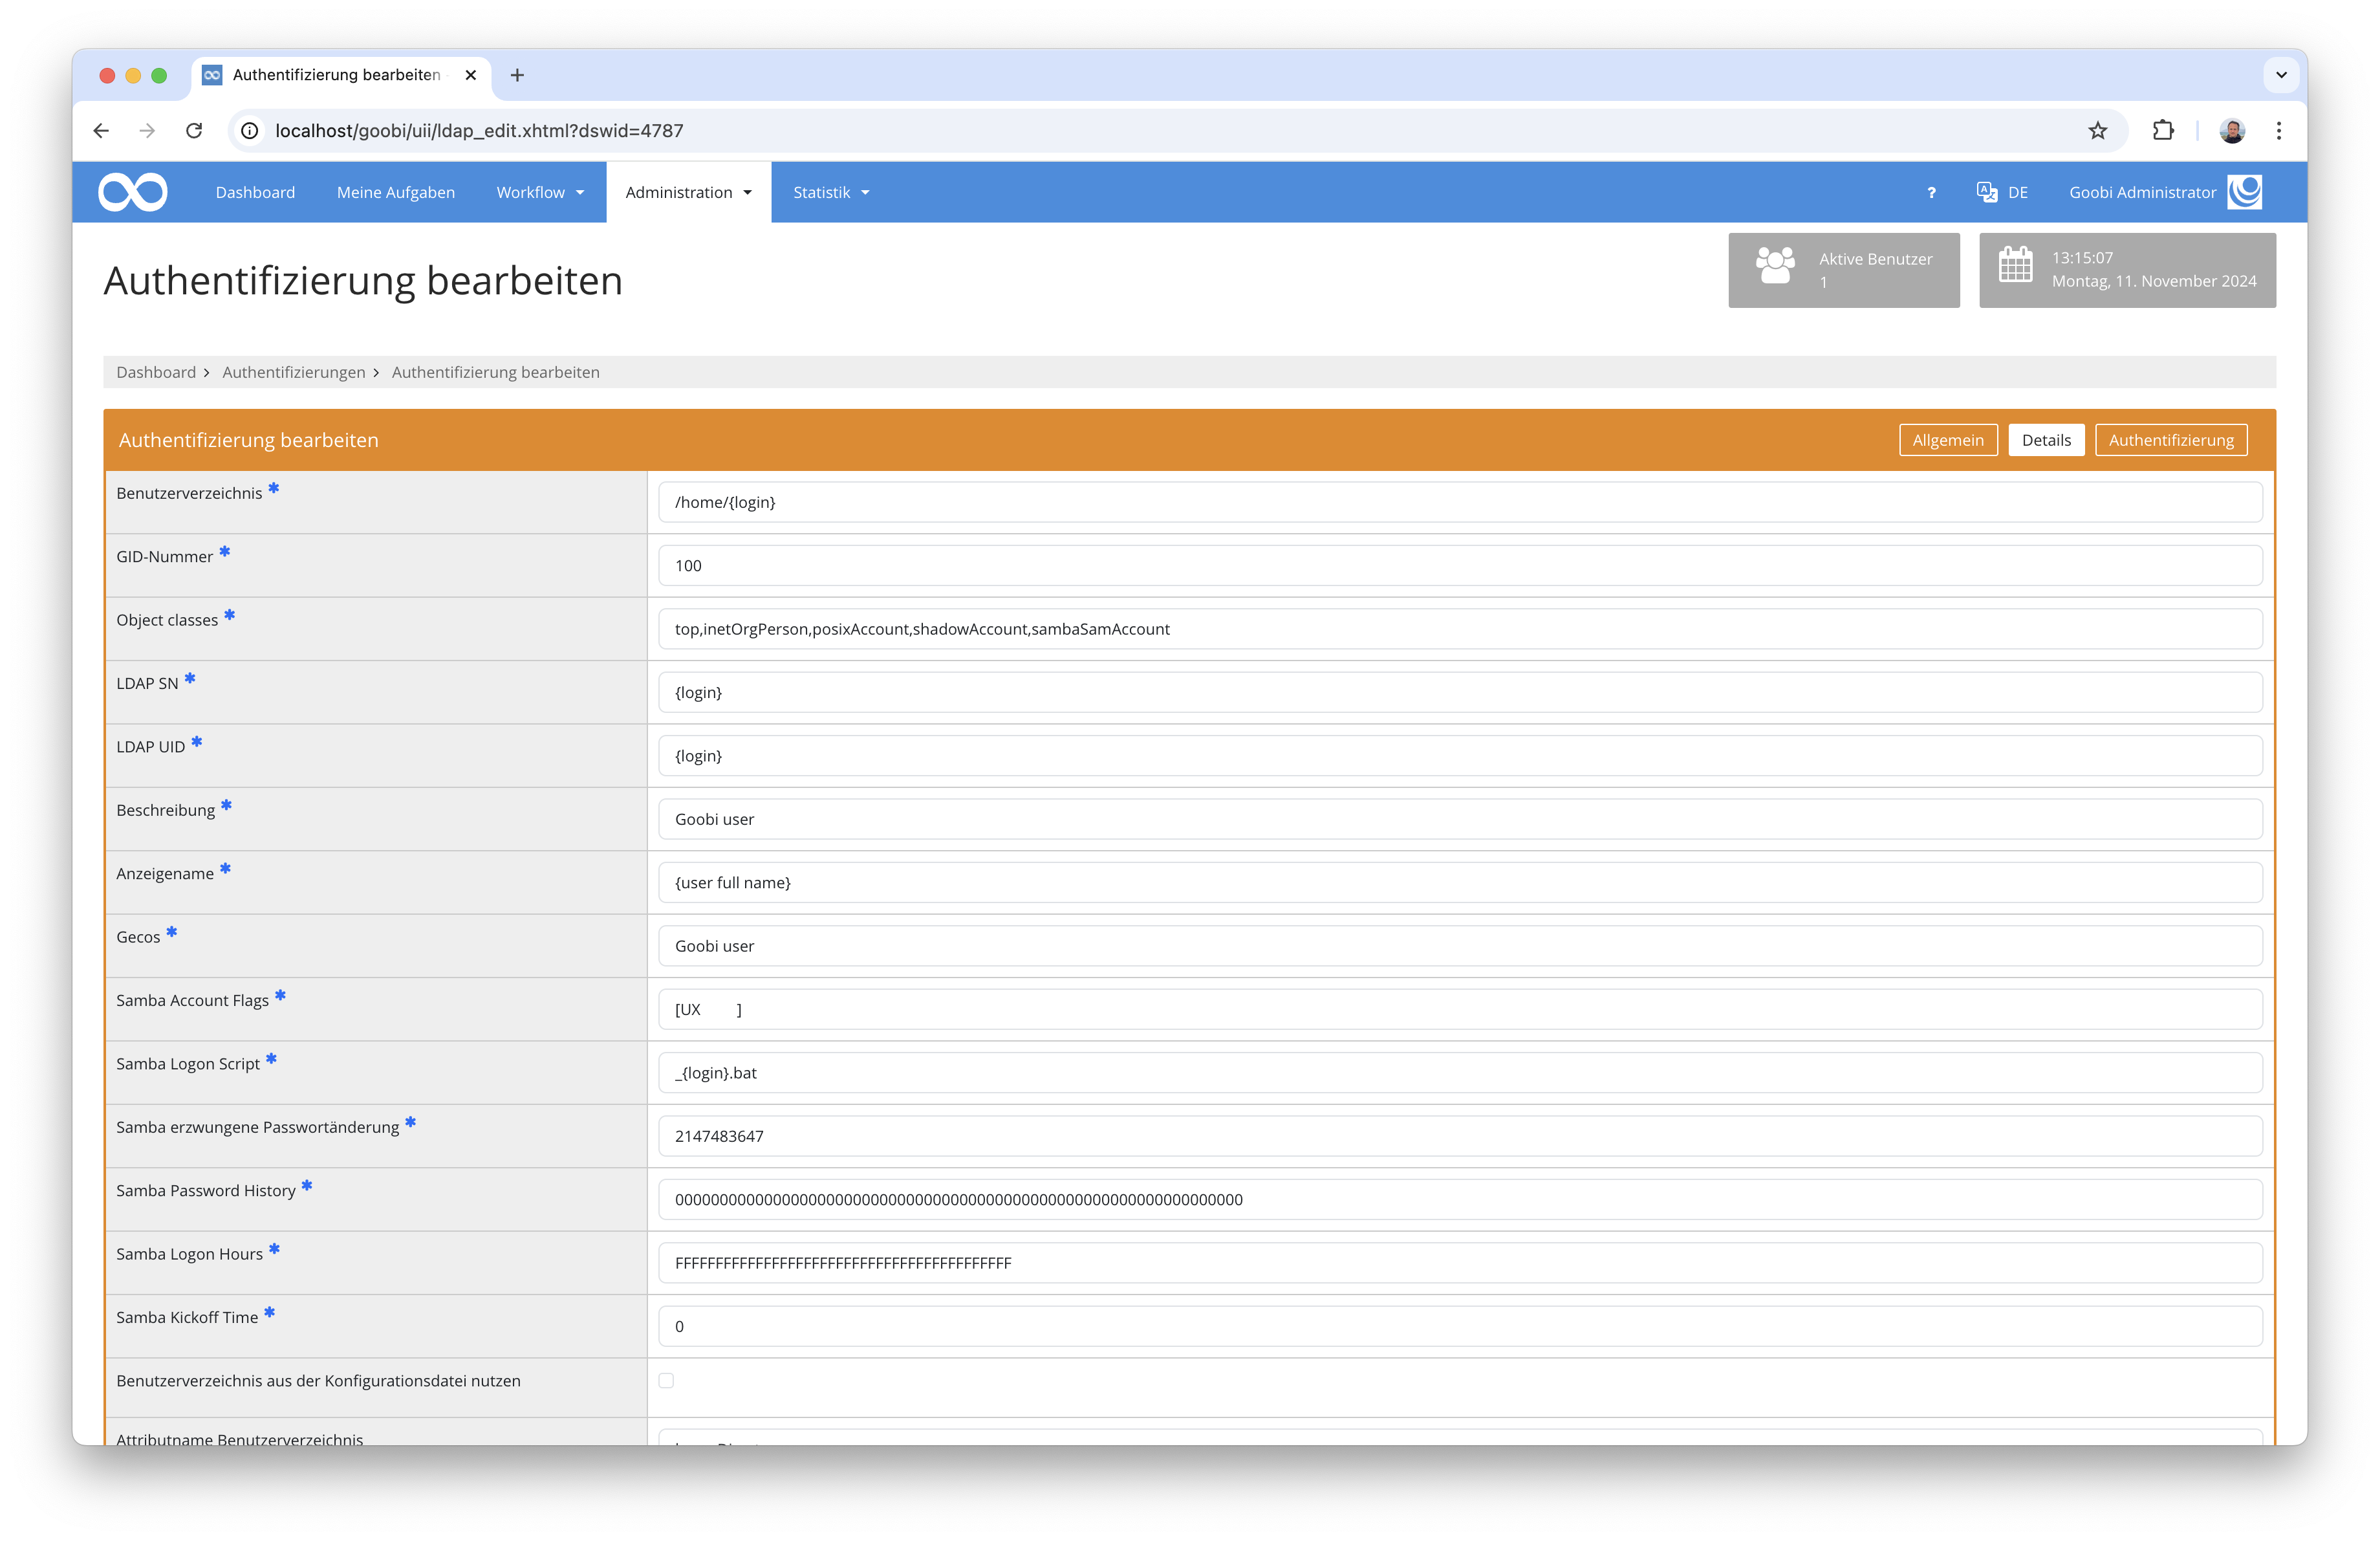 Authentifizierung bearbeiten
localhost/goobi/uii/ldap_edit.xhtml?dswid=4787
Dashboard Meine Aufgaben Workflow Administration Statistik ? DE Goobi Administrator
Authentifizierung bearbeiten
Aktive Benutzer
1
13:15:07
Montag, 11. November 2024
Dashboard > Authentifizierungen > Authentifizierung bearbeiten
Authentifizierung bearbeiten Allgemein Details Authentifizierung
Benutzerverzeichnis * /home/{login}
GID-Nummer * 100
Object classes * top,inetOrgPerson,posixAccount,shadowAccount,sambaSamAccount
LDAP SN * {login}
LDAP UID * {login}
Beschreibung * Goobi user
Anzeigename * {user full name}
Gecos * Goobi user
Samba Account Flags * [UX         ]
Samba Logon Script * _{login}.bat
Samba erzwungene Passwortänderung * 2147483647
Samba Password History * 0000000000000000000000000000000000000000000000000000000000000000
Samba Logon Hours * FFFFFFFFFFFFFFFFFFFFFFFFFFFFFFFFFFFFFFFFFF
Samba Kickoff Time * 0
Benutzerverzeichnis aus der Konfigurationsdatei nutzen
Attributname Benutzerverzeichnis